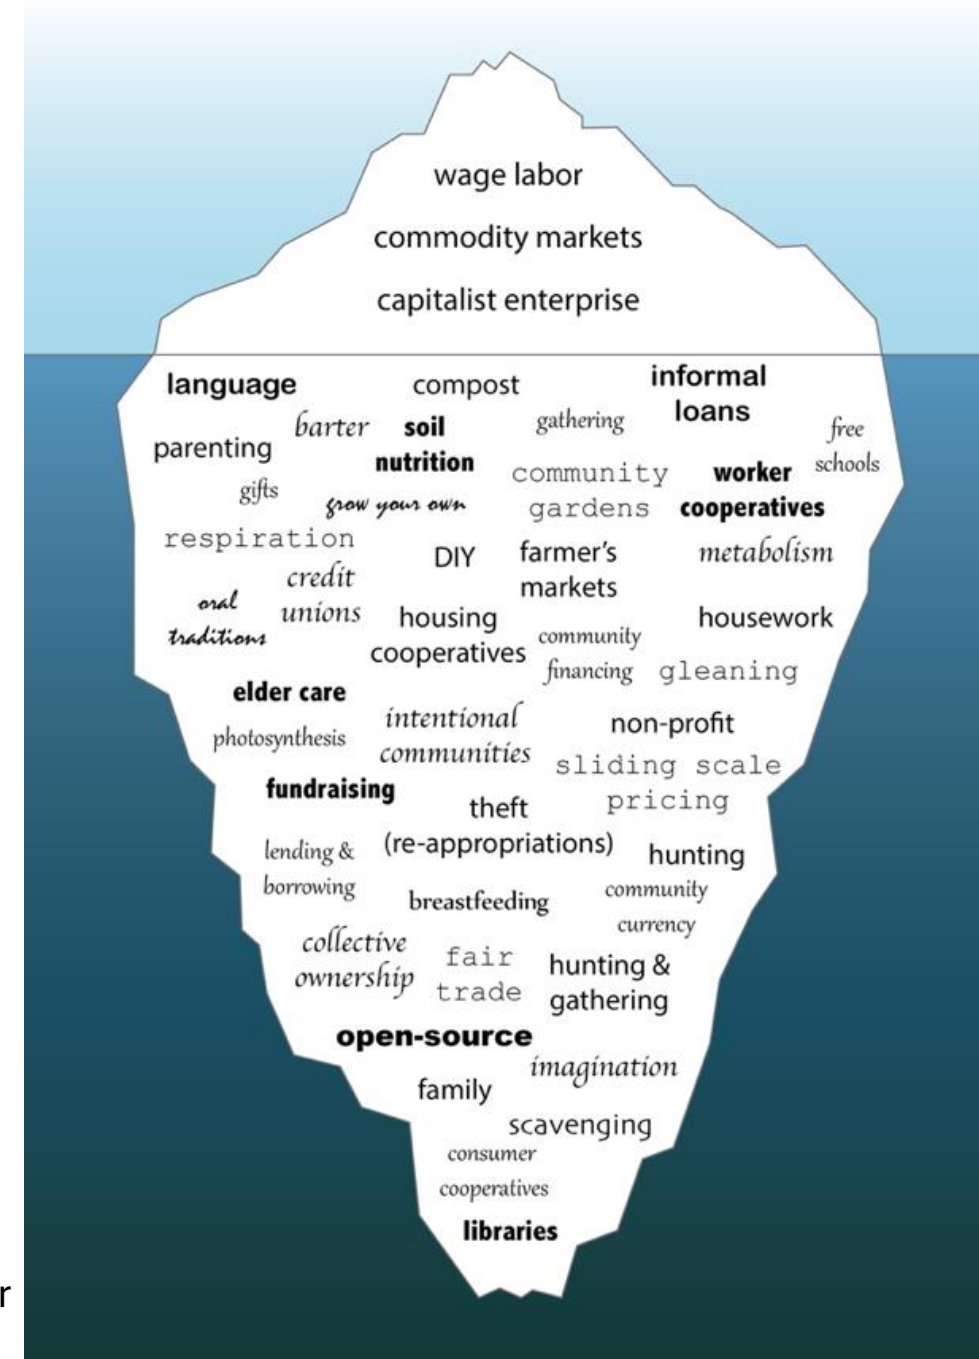 wage labor
commodity markets
capitalist enterprise
language
compost
informal
loans
barter
soil
nutrition
gathering
free
schools
parenting
gifts
grow your own
community
gardens
worker
cooperatives
respiration
DIY
farmer's
markets
metabolism
credit
unions
oral
traditions
housing
cooperatives
community
financing
housework
gleaning
elder care
photosynthesis
intentional
communities
non-profit
sliding scale
pricing
fundraising
theft
(re-appropriations)
lending &
borrowing
hunting
breastfeeding
community
currency
collective
ownership
fair
trade
hunting &
gathering
open-source
imagination
family
scavenging
consumer
cooperatives
libraries
r